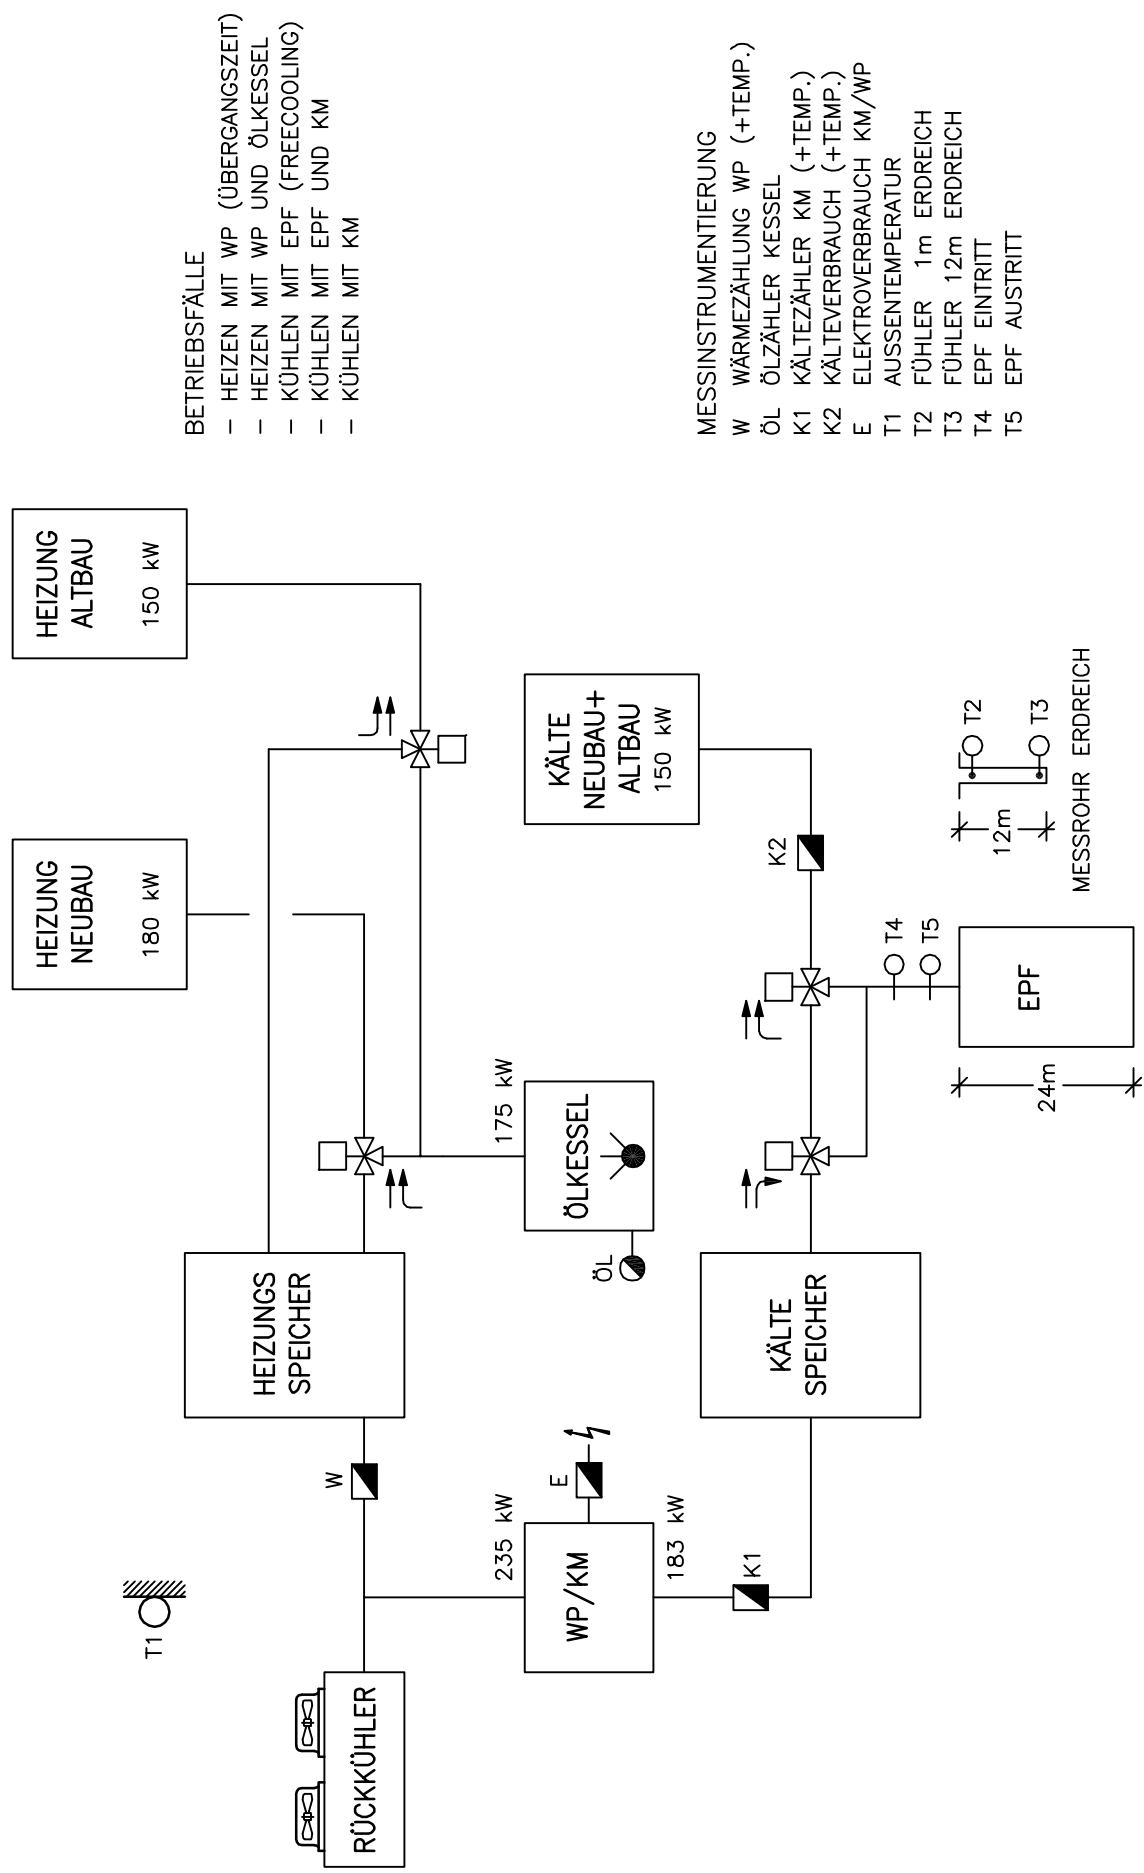 BETRIEBSFÄLLE
– HEIZEN MIT WP (ÜBERGANGSZEIT)
– HEIZEN MIT WP UND ÖLKESSEL
– KÜHLEN MIT EPF (FREECOOLING)
– KÜHLEN MIT EPF UND KM
– KÜHLEN MIT KM
MESSINSTRUMENTIERUNG
W WÄRMEZÄHLUNG WP (+TEMP.)
ÖL ÖLZÄHLER KESSEL
K1 KÄLTEZÄHLER KM (+TEMP.)
K2 KÄLTEVERBRAUCH (+TEMP.)
E ELEKTROVERBRAUCH KM/WP
T1 AUSSENTEMPERATUR
T2 FÜHLER 1m ERDREICH
T3 FÜHLER 12m ERDREICH
T4 EPF EINTRITT
T5 EPF AUSTRITT
HEIZUNG
NEUBAU
180 kW
HEIZUNG
ALTBAU
150 kW
T1
RÜCKKÜHLER
W
HEIZUNGS
SPEICHER
235 kW
WP/KM
183 kW
E
K1
ÖL
ÖLKESSEL
175 kW
KÄLTE
SPEICHER
KÄLTE
NEUBAU+
ALTBAU
150 kW
K2
T4
T5
EPF
24m
12m
T2
T3
MESSROHR ERDREICH